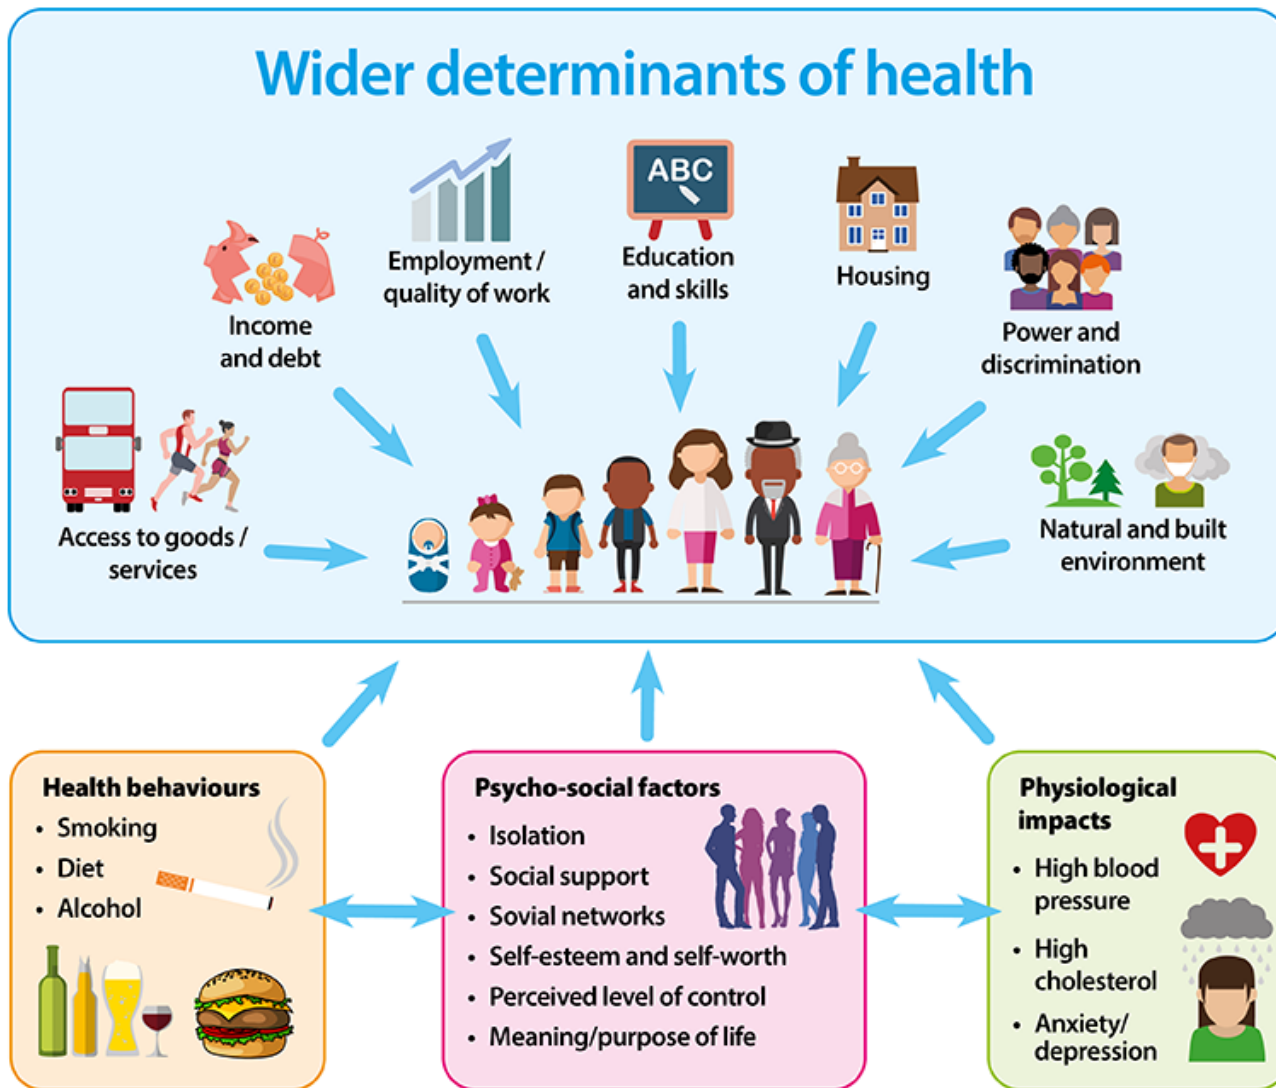 Wider determinants of health
ABC
Employment /
quality of work
Education
and skills
Housing
Income
and debt
Power and
discrimination
Access to goods /
services
Natural and built
environment
Health behaviours
• Smoking
• Diet
• Alcohol
Psycho-social factors
• Isolation
• Social support
• Sovial networks
• Self-esteem and self-worth
• Perceived level of control
• Meaning/purpose of life
Physiological
impacts
• High blood
pressure
• High
cholesterol
• Anxiety/
depression